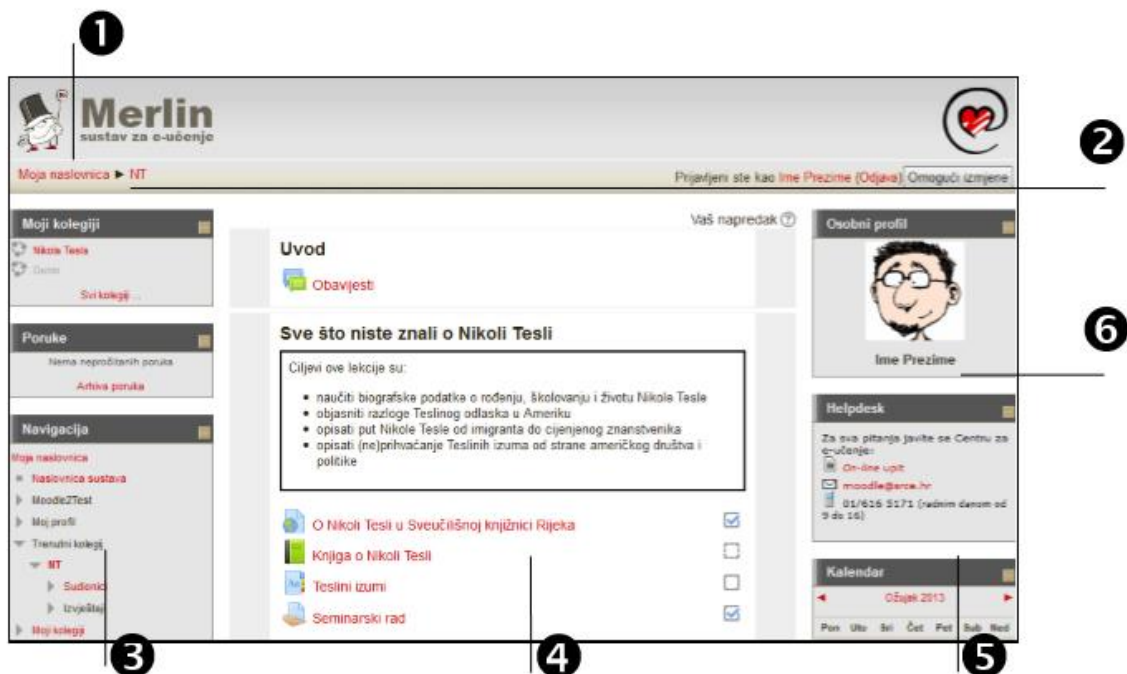 1
Merlin
sustav za e-učenje
2
Moja naslovnica ► NT
Prijavljeni ste kao Ime Prezime (Odjava) Omogući izmjene
Vaš napredak
Moji kolegiji
Nikola Tesla
Demo
Svi kolegiji ...
Poruke
Nema nepročitanih poruka
Arhiva poruka
Navigacija
Moja naslovnica
Naslovnica sustava
Moodle2Test
Moj profil
Trenutni kolegij
NT
Sudionici
Izvještaji
Moji kolegiji
3
Uvod
Obavijesti
Sve što niste znali o Nikoli Tesli
Ciljevi ove lekcije su:
• naučiti biografske podatke o rođenju, školovanju i životu Nikole Tesle
• objasniti razloge Teslinog odlaska u Ameriku
• opisati put Nikole Tesle od imigranta do cijenjenog znanstvenika
• opisati (ne)prihvaćanje Teslinih izuma od strane američkog društva i
politike
O Nikoli Tesli u Sveučilišnoj knjižnici Rijeka
Knjiga o Nikoli Tesli
Teslini izumi
Seminarski rad
4
Osobni profil
Ime Prezime
6
Helpdesk
Za sva pitanja javite se Centru za
e-učenje:
On-line upit
moodle@srce.hr
01/616 5171 (radnim danom od
9 do 16)
Kalendar
◄ Ožujak 2013 ►
Pon Uto Sri Čet Pet Sub Ned
5